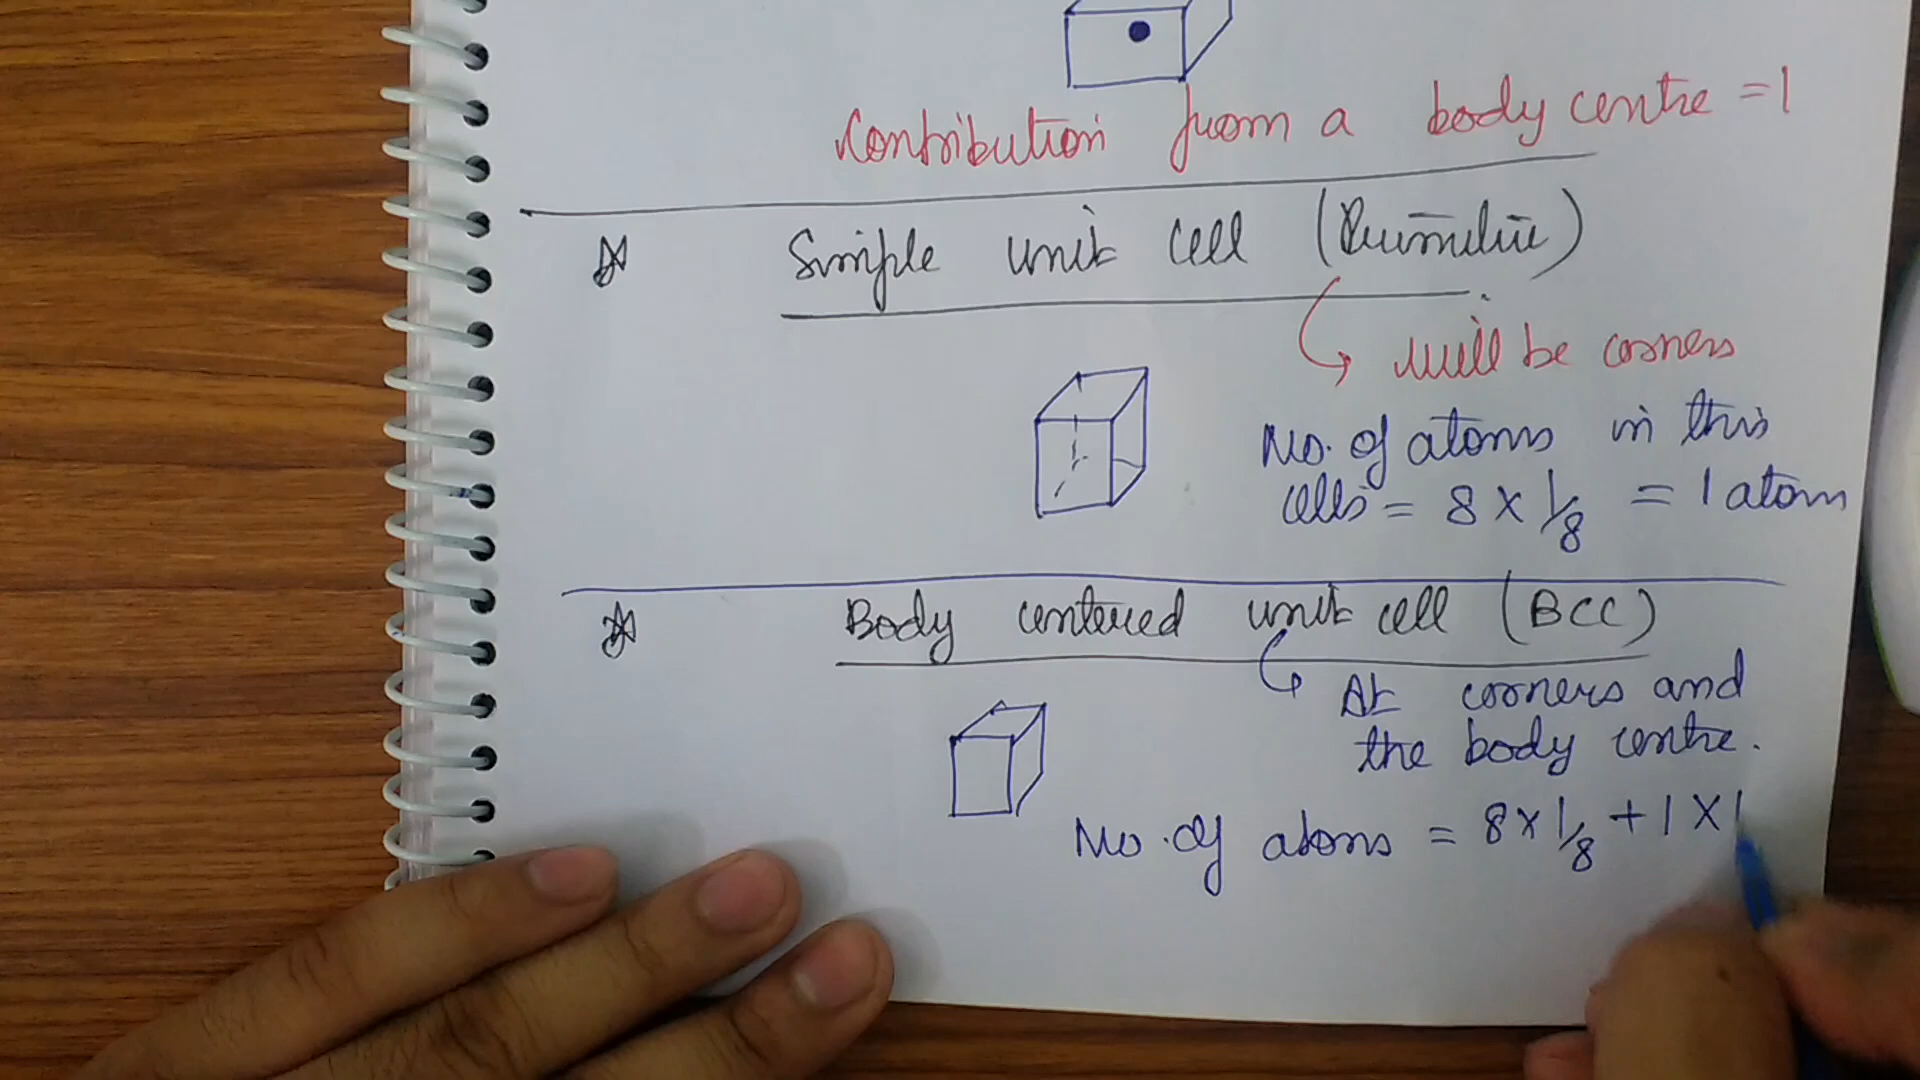 Contribution from a body centre = 1
Simple unit cell (Primitive)
will be corners
No. of atoms in this
cells = 8 × 1/8 = 1 atom
Body centered unit cell (BCC)
At corners and
the body centre.
No. of atoms = 8 × 1/8 + 1 × 1